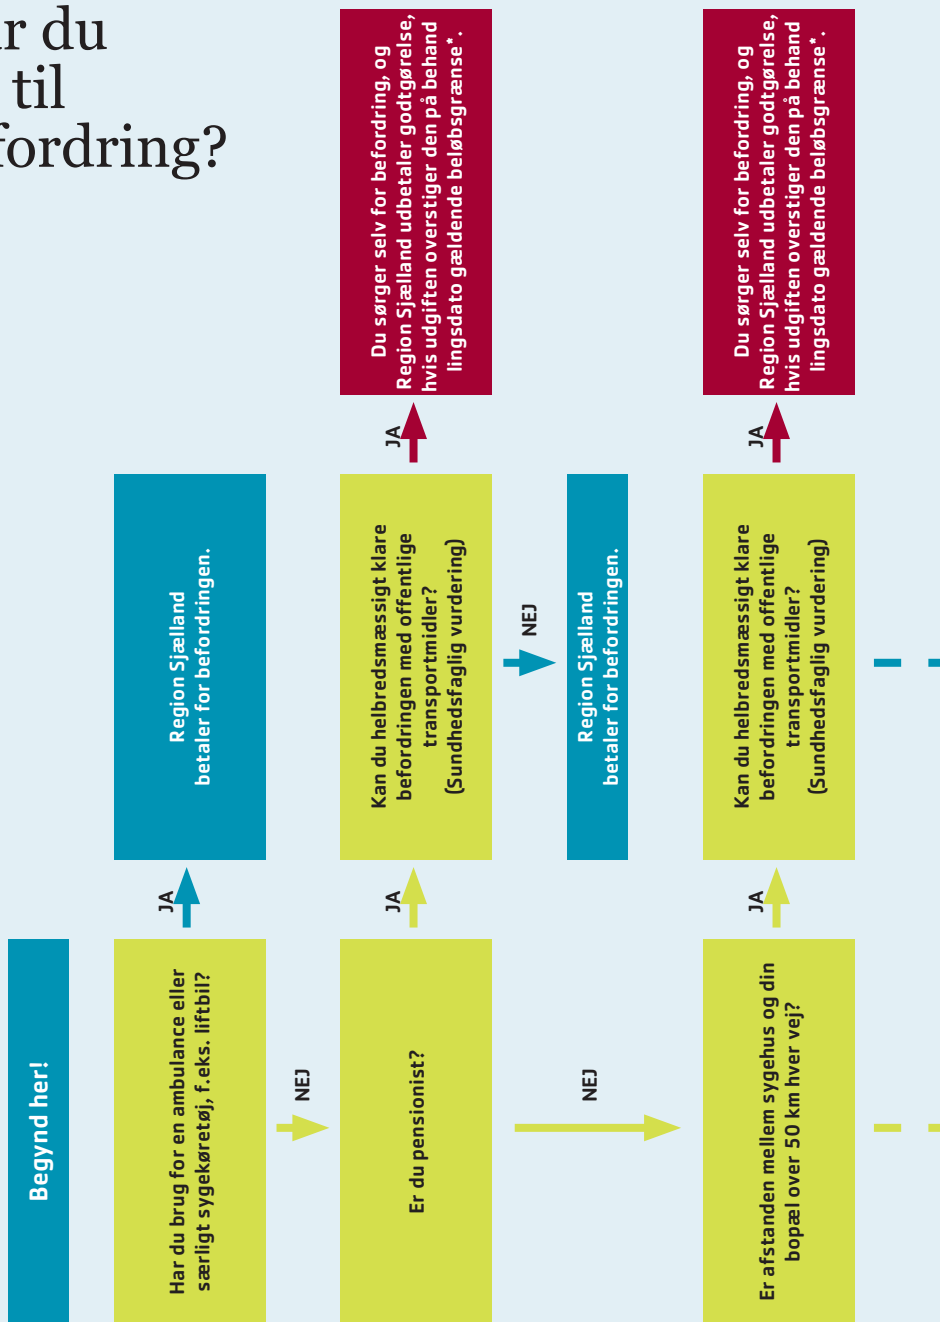 ar du
til
fordring?
Begynd her!
Har du brug for en ambulance eller
særligt sygekøretøj, f.eks. liftbil?
JA
Region Sjælland
betaler for befordringen.
NEJ
Er du pensionist?
JA
Kan du helbredsmæssigt klare
befordringen med offentlige
transportmidler?
(Sundhedsfaglig vurdering)
JA
Du sørger selv for befordring, og
Region Sjælland udbetaler godtgørelse,
hvis udgiften overstiger den på behand
lingsdato gældende beløbsgrænse*.
NEJ
Region Sjælland
betaler for befordringen.
NEJ
Er afstanden mellem sygehus og din
bopæl over 50 km hver vej?
JA
Kan du helbredsmæssigt klare
befordringen med offentlige
transportmidler?
(Sundhedsfaglig vurdering)
JA
Du sørger selv for befordring, og
Region Sjælland udbetaler godtgørelse,
hvis udgiften overstiger den på behand
lingsdato gældende beløbsgrænse*.